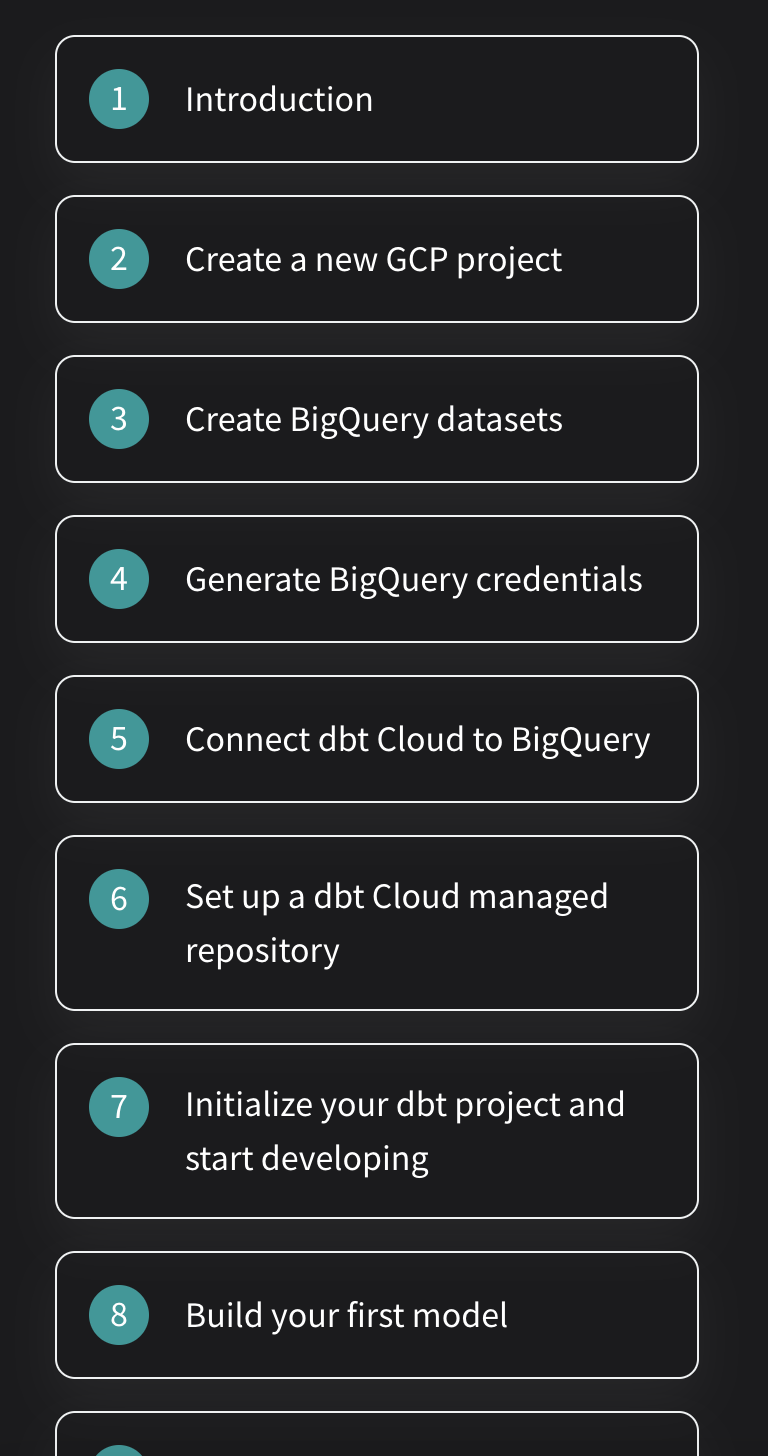 1 Introduction
2 Create a new GCP project
3 Create BigQuery datasets
4 Generate BigQuery credentials
5 Connect dbt Cloud to BigQuery
6 Set up a dbt Cloud managed
repository
7 Initialize your dbt project and
start developing
8 Build your first model